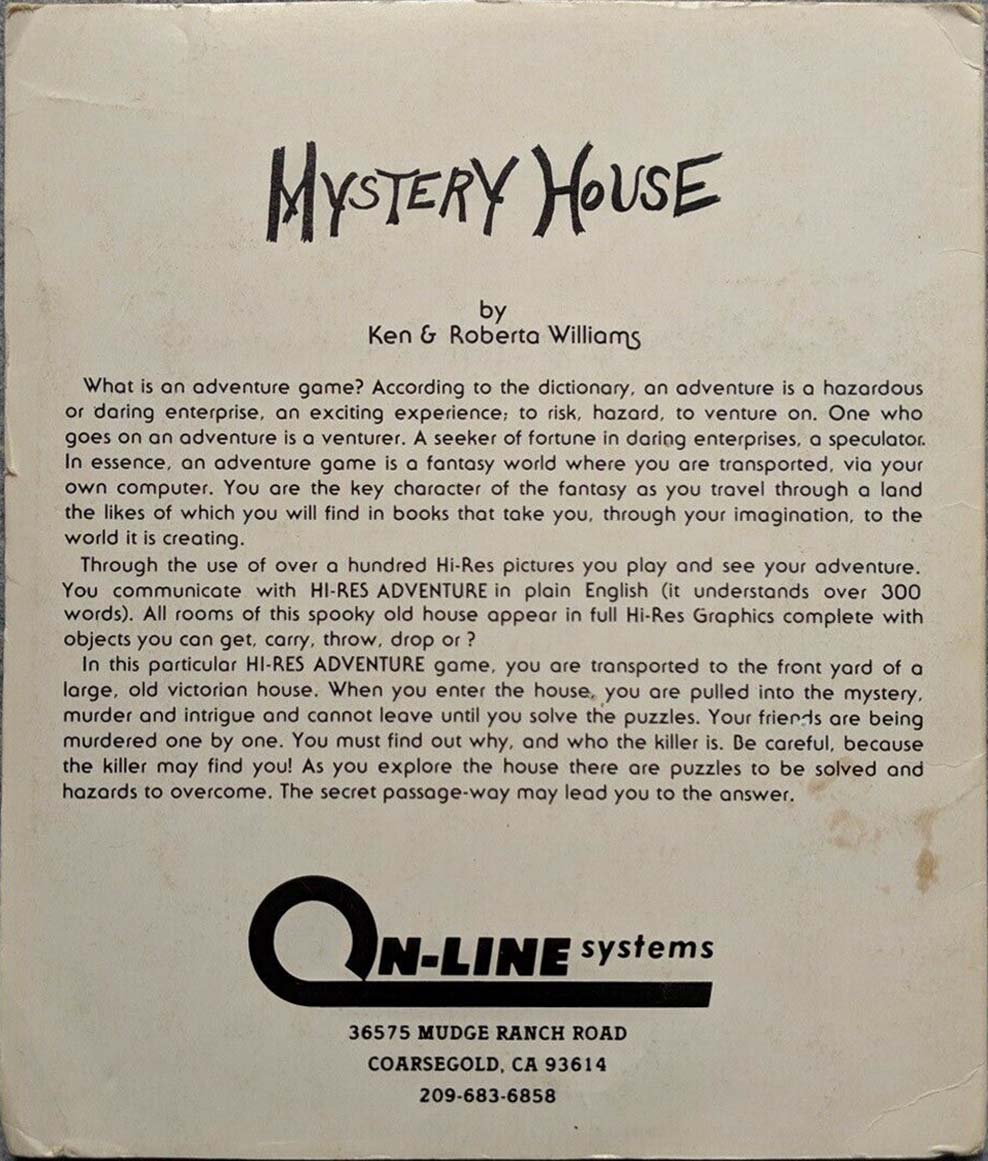 MYSTERY HOUSE
by
Ken & Roberta Williams
What is an adventure game? According to the dictionary, an adventure is a hazardous
or daring enterprise, an exciting experience; to risk, hazard, to venture on. One who
goes on an adventure is a venturer. A seeker of fortune in daring enterprises, a speculator.
In essence, an adventure game is a fantasy world where you are transported, via your
own computer. You are the key character of the fantasy as you travel through a land
the likes of which you will find in books that take you, through your imagination, to the
world it is creating.
Through the use of over a hundred Hi-Res pictures you play and see your adventure.
You communicate with HI-RES ADVENTURE in plain English (it understands over 300
words). All rooms of this spooky old house appear in full Hi-Res Graphics complete with
objects you can get, carry, throw, drop or ?
In this particular HI-RES ADVENTURE game, you are transported to the front yard of a
large, old victorian house. When you enter the house, you are pulled into the mystery,
murder and intrigue and cannot leave until you solve the puzzles. Your friends are being
murdered one by one. You must find out why, and who the killer is. Be careful, because
the killer may find you! As you explore the house there are puzzles to be solved and
hazards to overcome. The secret passage-way may lead you to the answer.
ON-LINE systems
36575 MUDGE RANCH ROAD
COARSEGOLD, CA 93614
209-683-6858